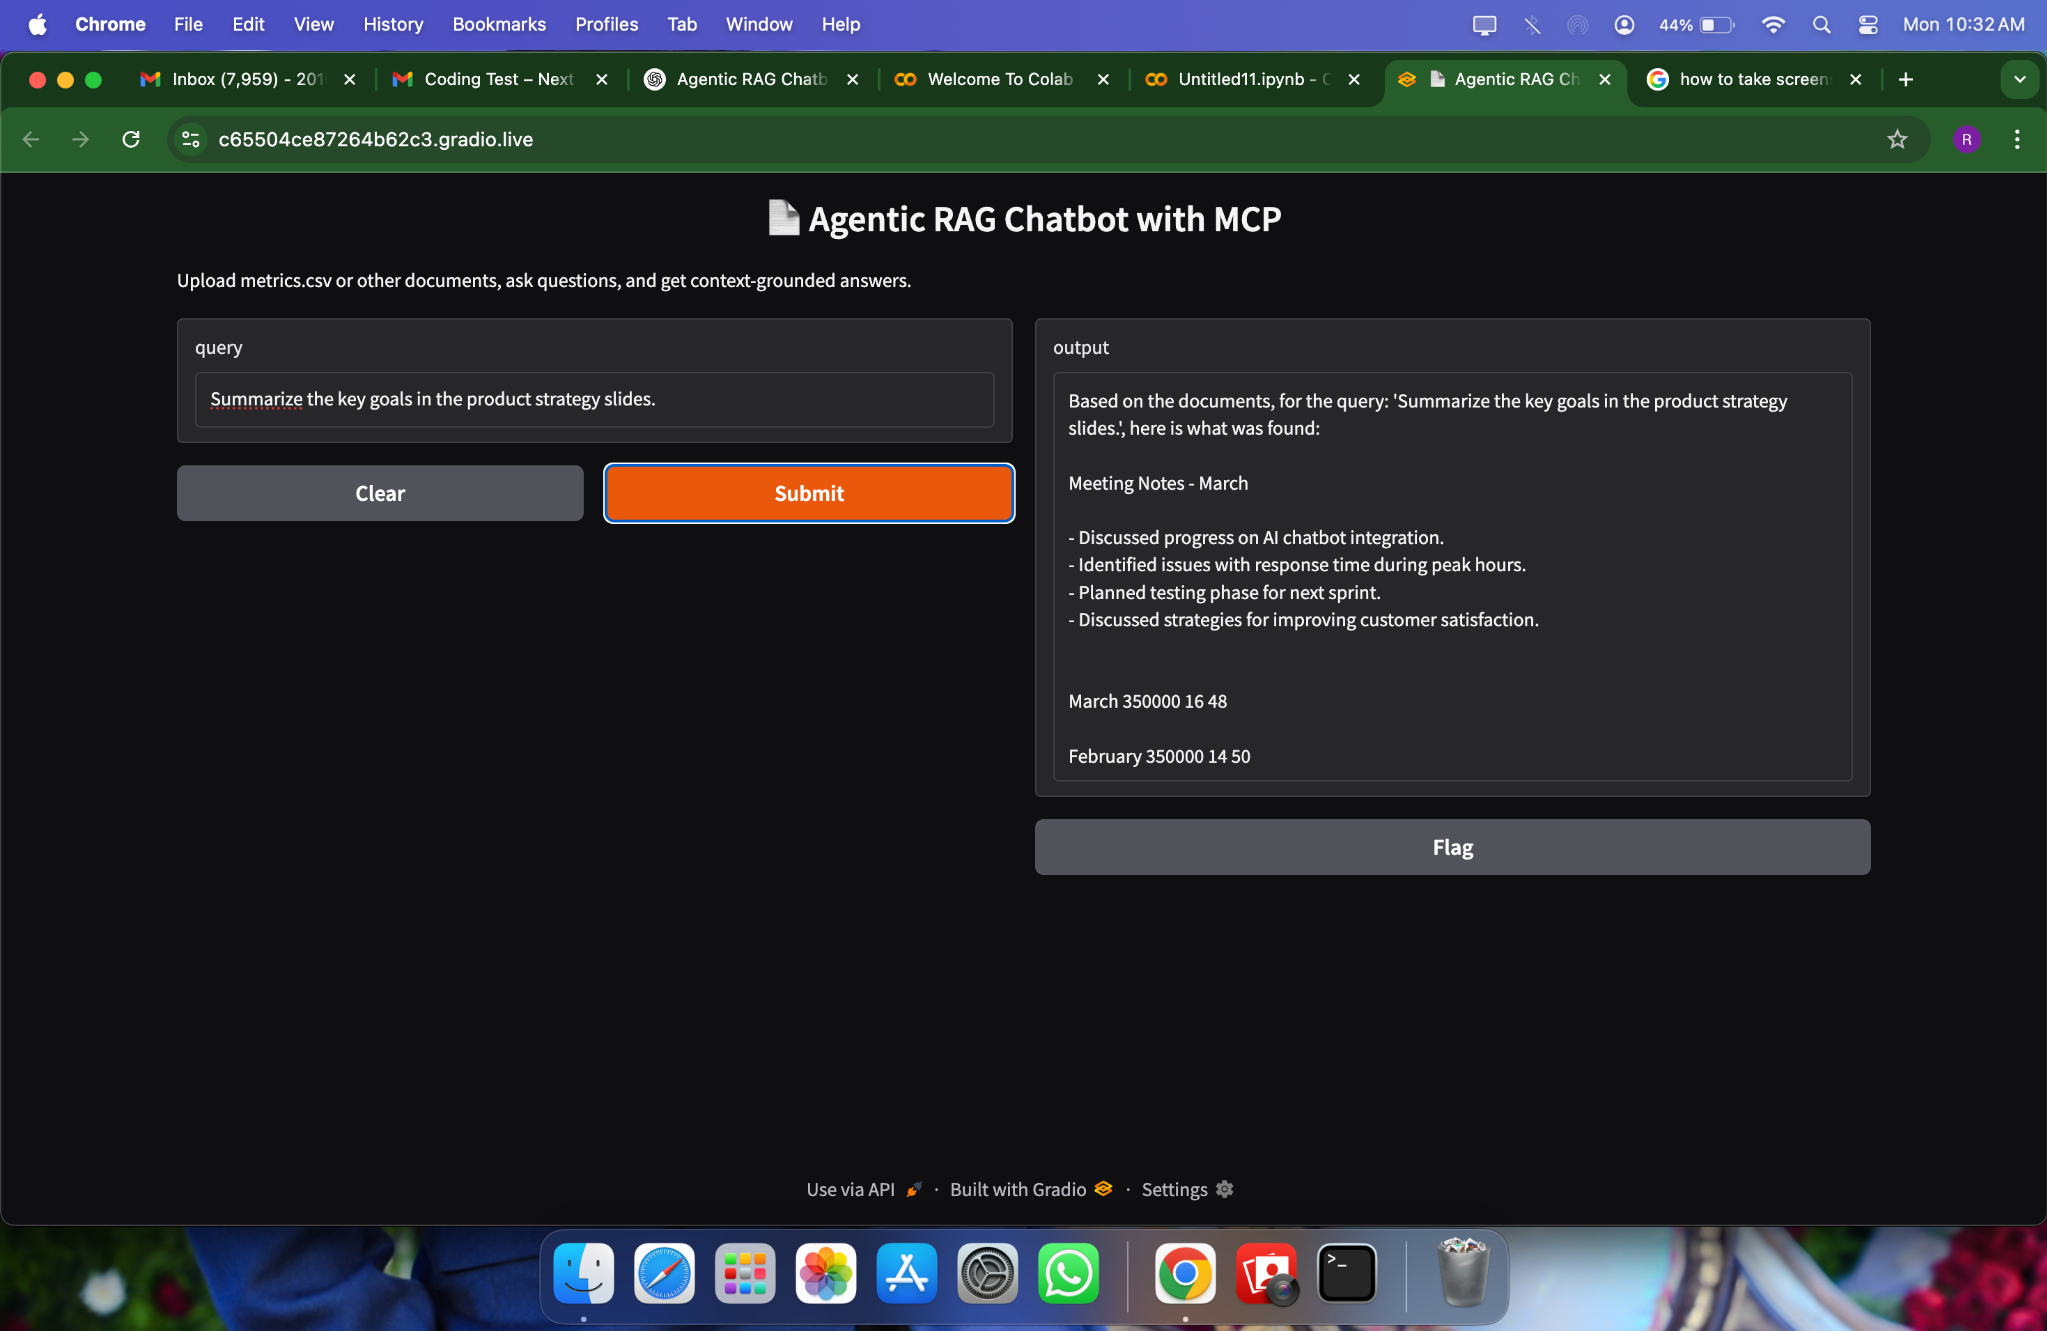 Chrome File Edit View History Bookmarks Profiles Tab Window Help 44% Mon 10:32 AM
Inbox (7,959) - 201 Coding Test – Next Agentic RAG Chatb Welcome To Colab Untitled11.ipynb - C Agentic RAG Ch how to take screen
c65504ce87264b62c3.gradio.live R
Agentic RAG Chatbot with MCP
Upload metrics.csv or other documents, ask questions, and get context-grounded answers.
query
Summarize the key goals in the product strategy slides.
Clear Submit
output
Based on the documents, for the query: 'Summarize the key goals in the product strategy
slides.', here is what was found:
Meeting Notes - March
- Discussed progress on AI chatbot integration.
- Identified issues with response time during peak hours.
- Planned testing phase for next sprint.
- Discussed strategies for improving customer satisfaction.
March 350000 16 48
February 350000 14 50
Flag
Use via API · Built with Gradio · Settings